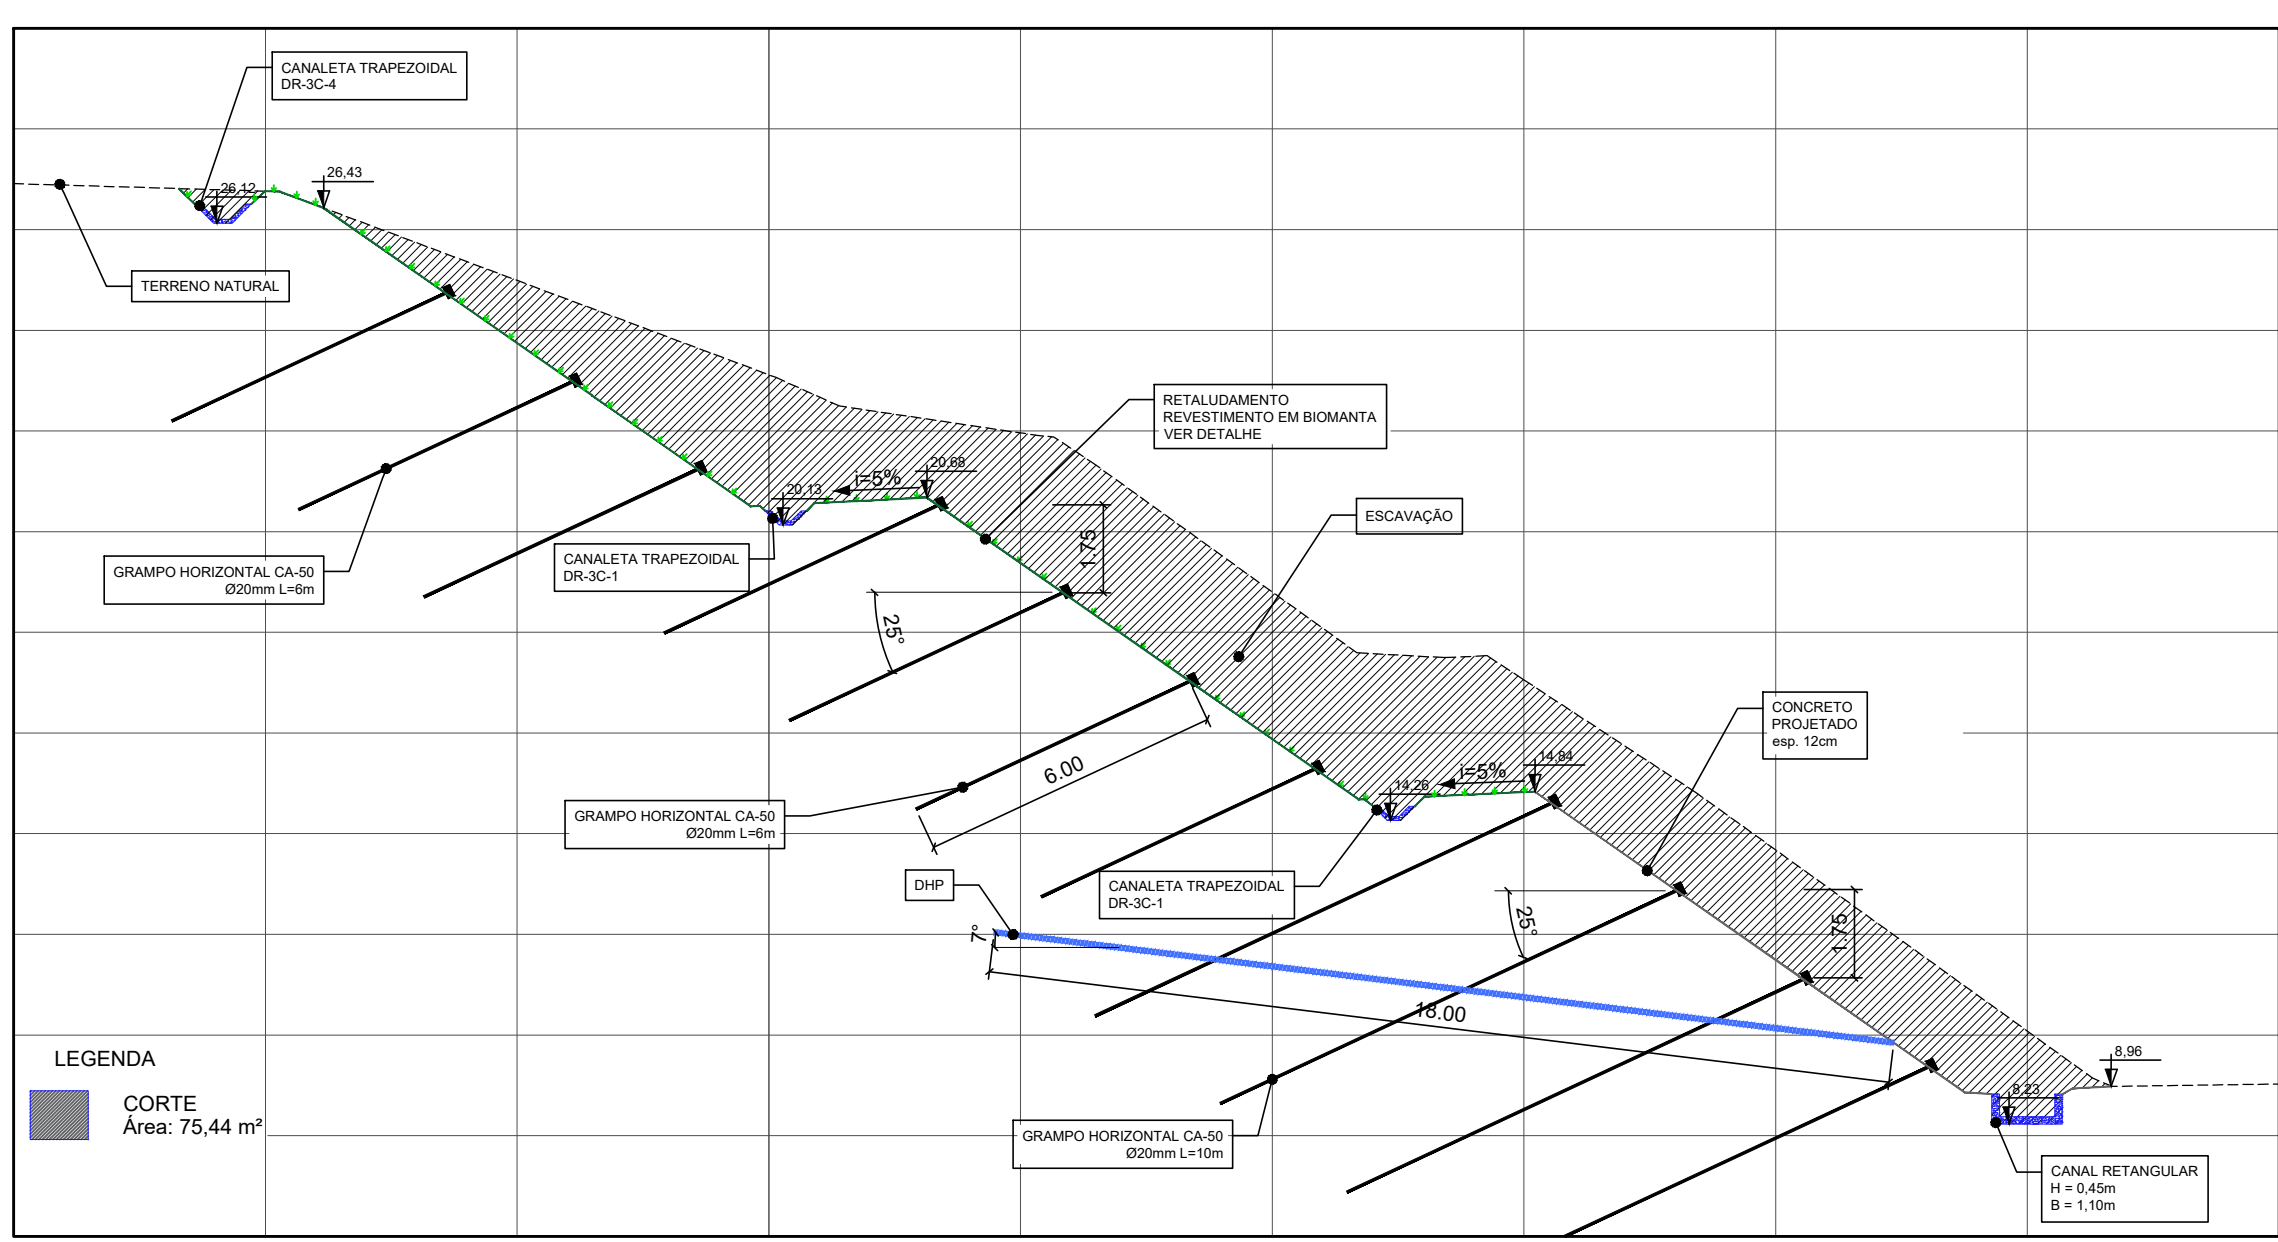 CANALETA TRAPEZOIDAL
DR-3C-4
26,43
26,12
TERRENO NATURAL
RETALUDAMENTO
REVESTIMENTO EM BIOMANTA
VER DETALHE
20,68
i=5%
20,13
ESCAVAÇÃO
1.75
CANALETA TRAPEZOIDAL
DR-3C-1
GRAMPO HORIZONTAL CA-50
Ø20mm L=6m
25°
CONCRETO
PROJETADO
esp. 12cm
6.00
14,84
i=5%
14,26
GRAMPO HORIZONTAL CA-50
Ø20mm L=6m
DHP
CANALETA TRAPEZOIDAL
DR-3C-1
25°
1.75
7°
18.00
8,96
8,23
LEGENDA
CORTE
Área: 75,44 m²
GRAMPO HORIZONTAL CA-50
Ø20mm L=10m
CANAL RETANGULAR
H = 0,45m
B = 1,10m